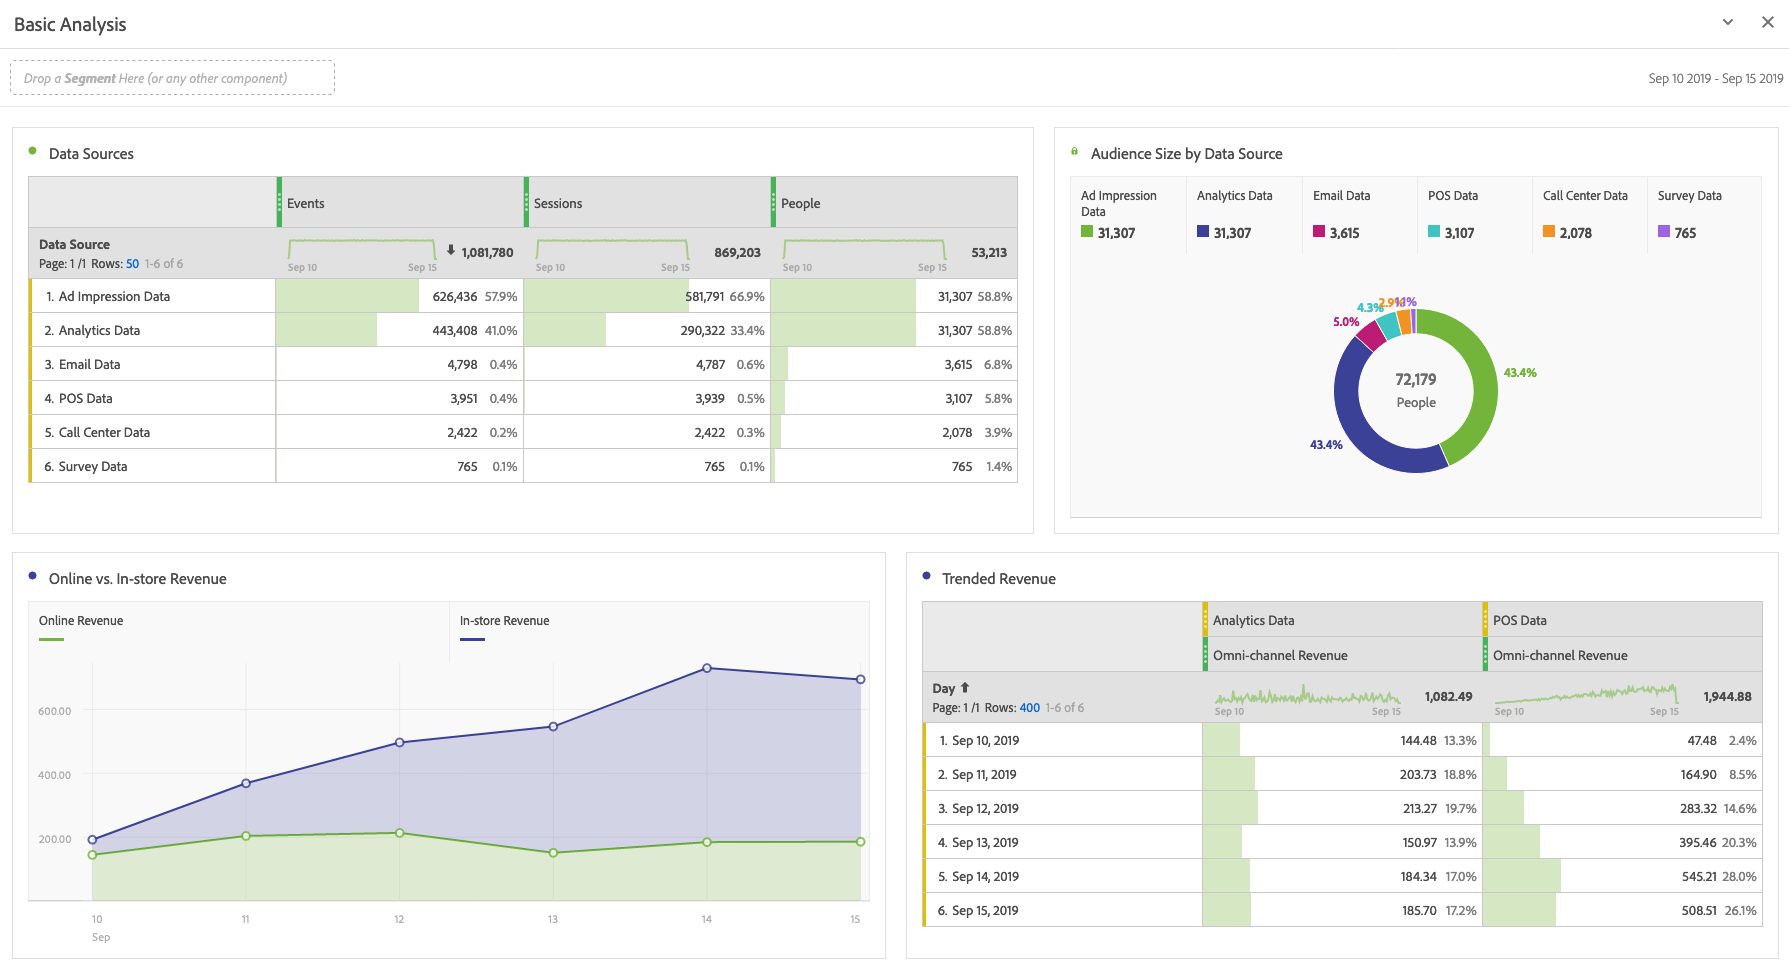 Basic Analysis
Drop a Segment Here (or any other component)
Sep 10 2019 - Sep 15 2019
Data Sources
Events Sessions People
Data Source
Page: 1 /1 Rows: 50 1-6 of 6
Sep 10 Sep 15 1,081,780
Sep 10 Sep 15 869,203
Sep 10 Sep 15 53,213
1. Ad Impression Data 626,436 57.9% 581,791 66.9% 31,307 58.8%
2. Analytics Data 443,408 41.0% 290,322 33.4% 31,307 58.8%
3. Email Data 4,798 0.4% 4,787 0.6% 3,615 6.8%
4. POS Data 3,951 0.4% 3,939 0.5% 3,107 5.8%
5. Call Center Data 2,422 0.2% 2,422 0.3% 2,078 3.9%
6. Survey Data 765 0.1% 765 0.1% 765 1.4%
Audience Size by Data Source
Ad Impression
Data
31,307
Analytics Data
31,307
Email Data
3,615
POS Data
3,107
Call Center Data
2,078
Survey Data
765
5.0%
4.3%
2.9%
1.1%
43.4%
43.4%
72,179
People
Online vs. In-store Revenue
Online Revenue
In-store Revenue
600.00
400.00
200.00
10 11 12 13 14 15
Sep
Trended Revenue
Analytics Data POS Data
Omni-channel Revenue Omni-channel Revenue
Day
Page: 1 /1 Rows: 400 1-6 of 6
Sep 10 Sep 15 1,082.49
Sep 10 Sep 15 1,944.88
1. Sep 10, 2019 144.48 13.3% 47.48 2.4%
2. Sep 11, 2019 203.73 18.8% 164.90 8.5%
3. Sep 12, 2019 213.27 19.7% 283.32 14.6%
4. Sep 13, 2019 150.97 13.9% 395.46 20.3%
5. Sep 14, 2019 184.34 17.0% 545.21 28.0%
6. Sep 15, 2019 185.70 17.2% 508.51 26.1%